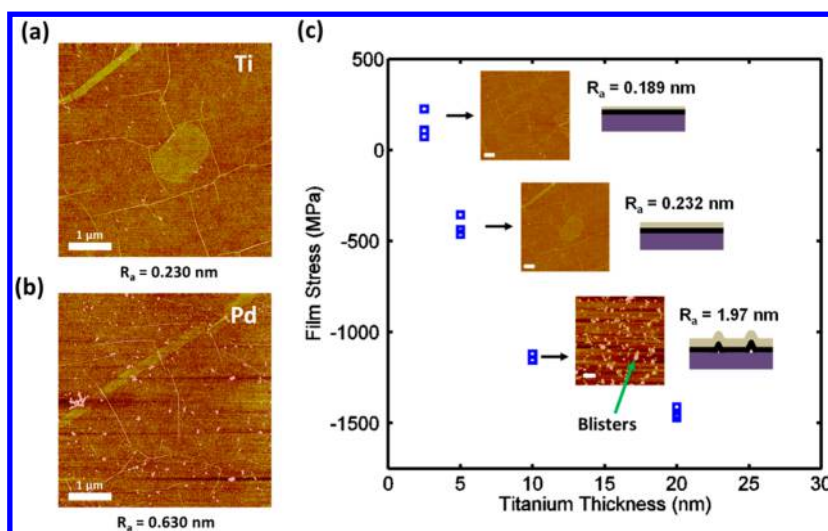 (a)
Ti
1 μm
Ra = 0.230 nm
(b)
Pd
1 μm
Ra = 0.630 nm
(c)
500
0
-500
-1000
-1500
Film Stress (MPa)
Ra = 0.189 nm
Ra = 0.232 nm
Ra = 1.97 nm
Blisters
0 5 10 15 20 25 30
Titanium Thickness (nm)